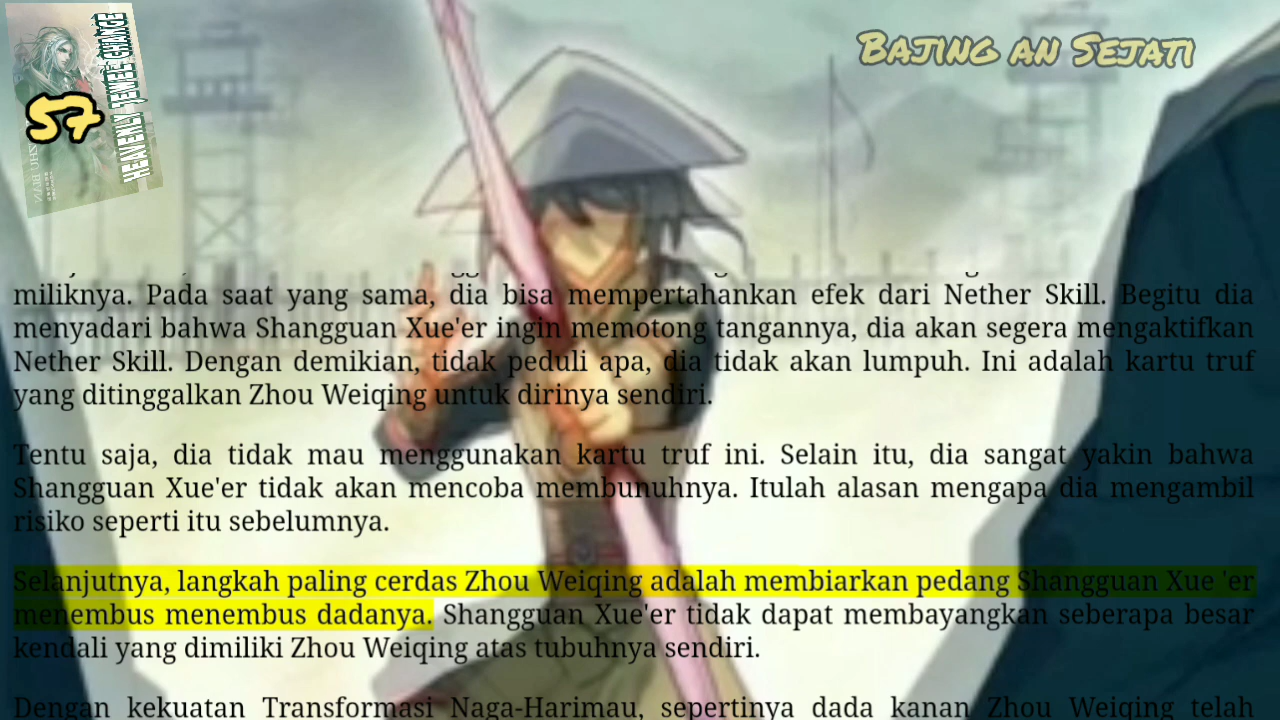 Bajing an Sejati
57
HEAVENLY JEWEL CHANGE
miliknya. Pada saat yang sama, dia bisa mempertahankan efek dari Nether Skill. Begitu dia
menyadari bahwa Shangguan Xue'er ingin memotong tangannya, dia akan segera mengaktifkan
Nether Skill. Dengan demikian, tidak peduli apa, dia tidak akan lumpuh. Ini adalah kartu truf
yang ditinggalkan Zhou Weiqing untuk dirinya sendiri.
Tentu saja, dia tidak mau menggunakan kartu truf ini. Selain itu, dia sangat yakin bahwa
Shangguan Xue'er tidak akan mencoba membunuhnya. Itulah alasan mengapa dia mengambil
risiko seperti itu sebelumnya.
Selanjutnya, langkah paling cerdas Zhou Weiqing adalah membiarkan pedang Shangguan Xue 'er
menembus menembus dadanya. Shangguan Xue'er tidak dapat membayangkan seberapa besar
kendali yang dimiliki Zhou Weiqing atas tubuhnya sendiri.
Dengan kekuatan Transformasi Naga-Harimau, sepertinya dada kanan Zhou Weiqing telah